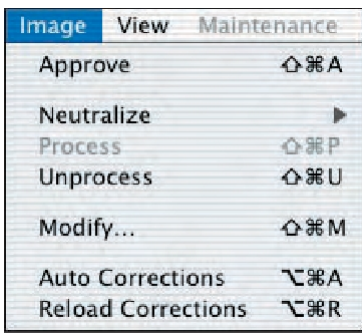 Image View Maintenance
Approve ⇧⌘A
Neutralize ▶
Process ⇧⌘P
Unprocess ⇧⌘U
Modify... ⇧⌘M
Auto Corrections ⌥⌘A
Reload Corrections ⌥⌘R